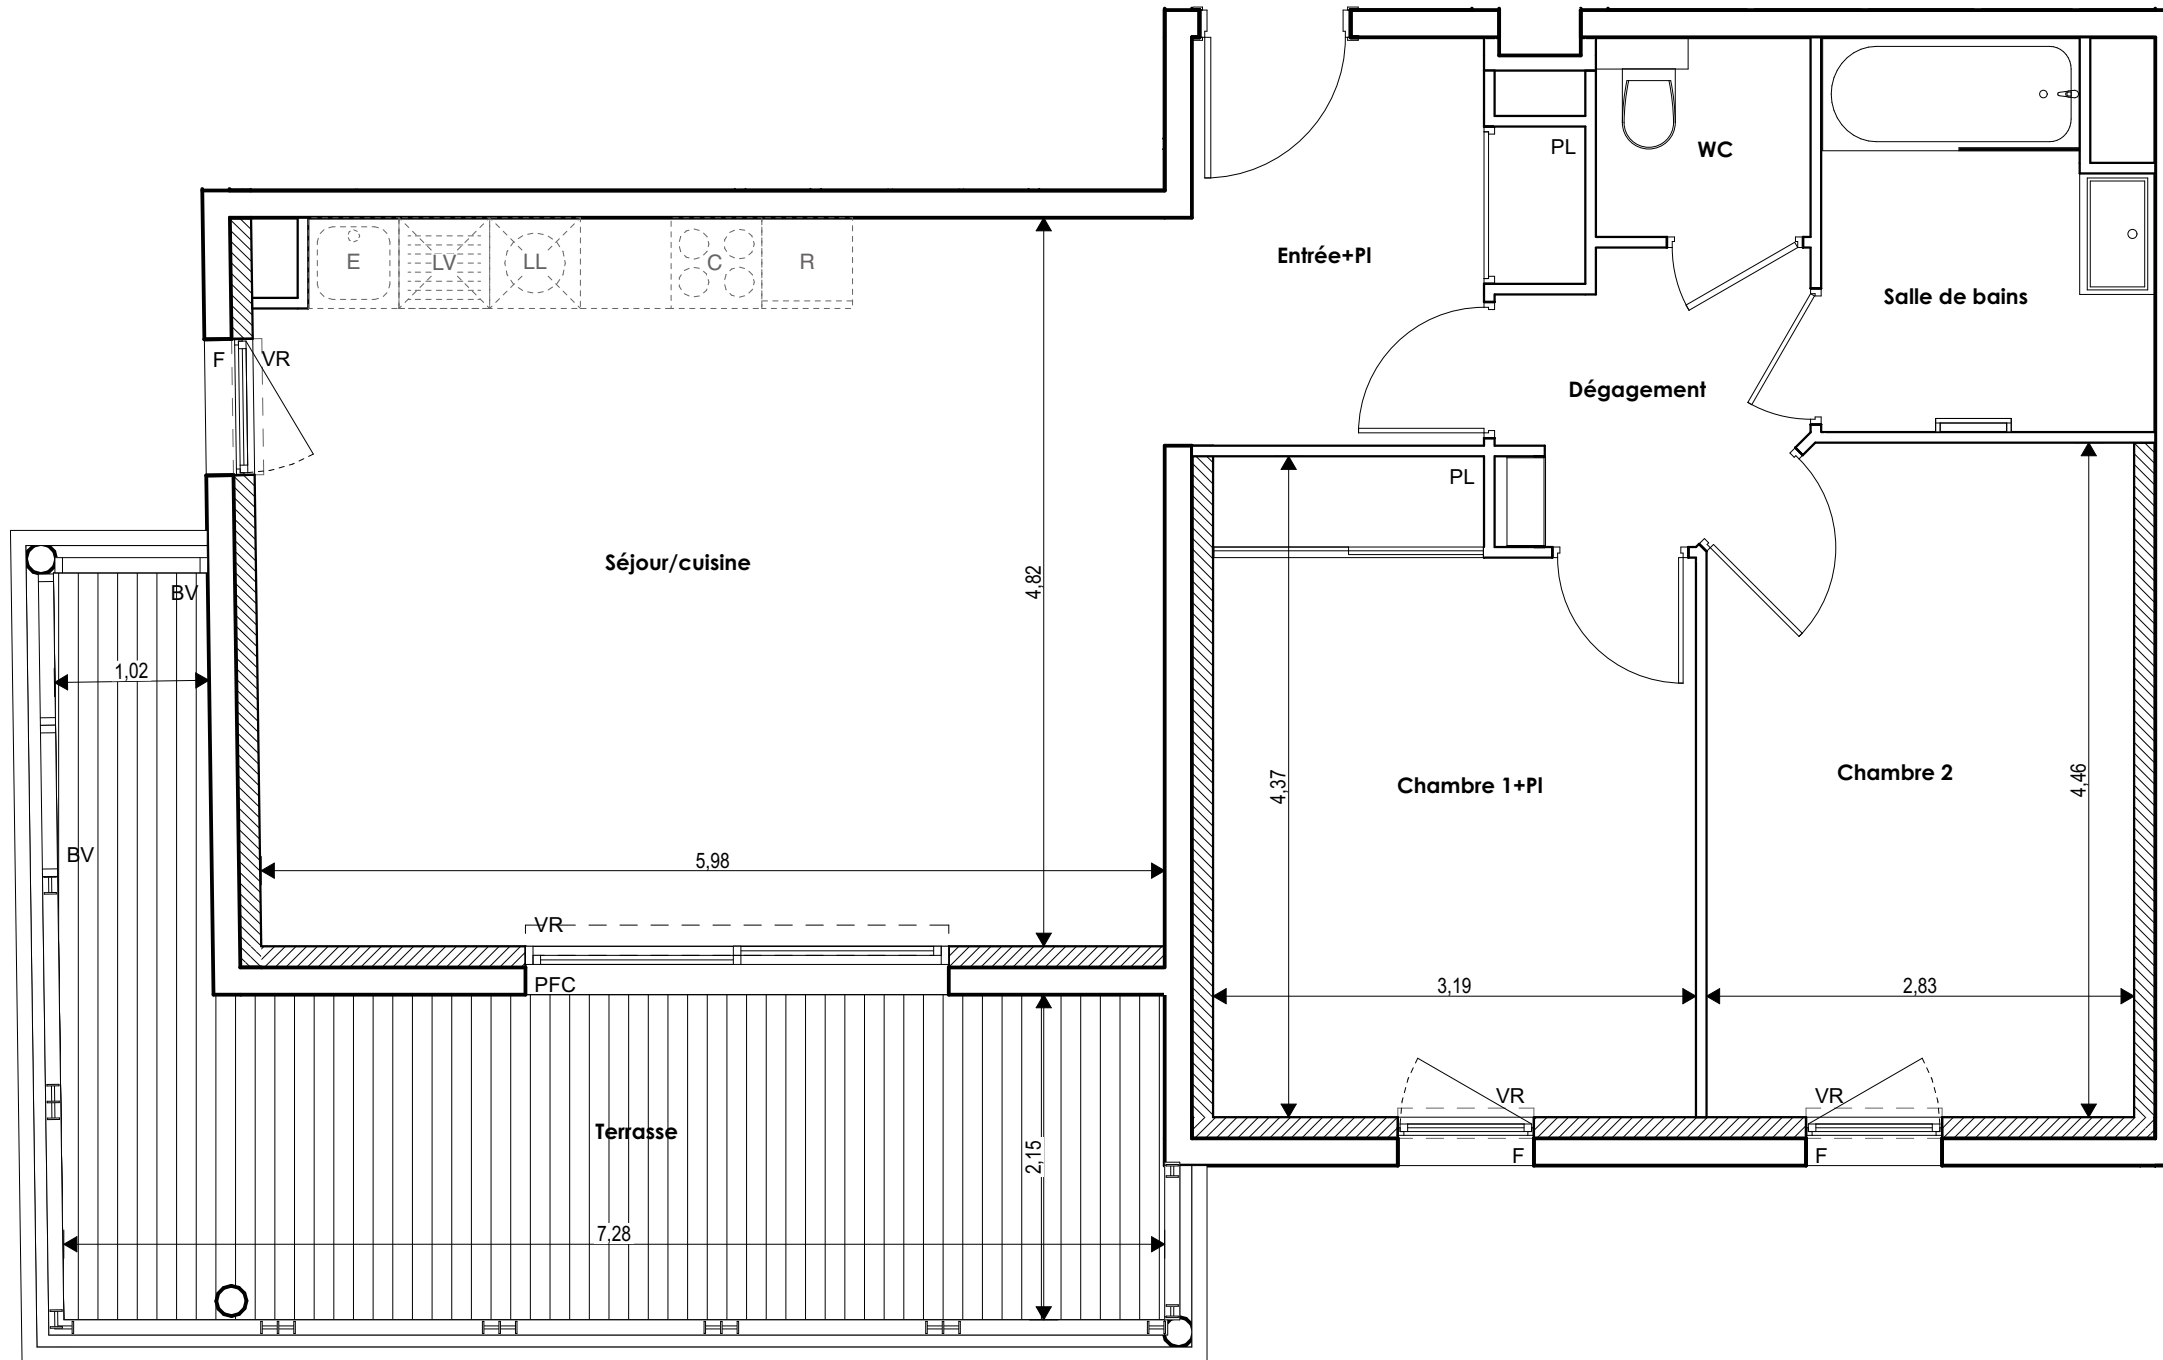 PL
WC
Entrée+Pl
E
LV
LL
C
R
Salle de bains
F
VR
Dégagement
PL
Séjour/cuisine
4,82
BV
1,02
Chambre 1+Pl
4,37
Chambre 2
4,46
BV
5,98
VR
PFC
3,19
2,83
VR
VR
Terrasse
2,15
F
F
7,28